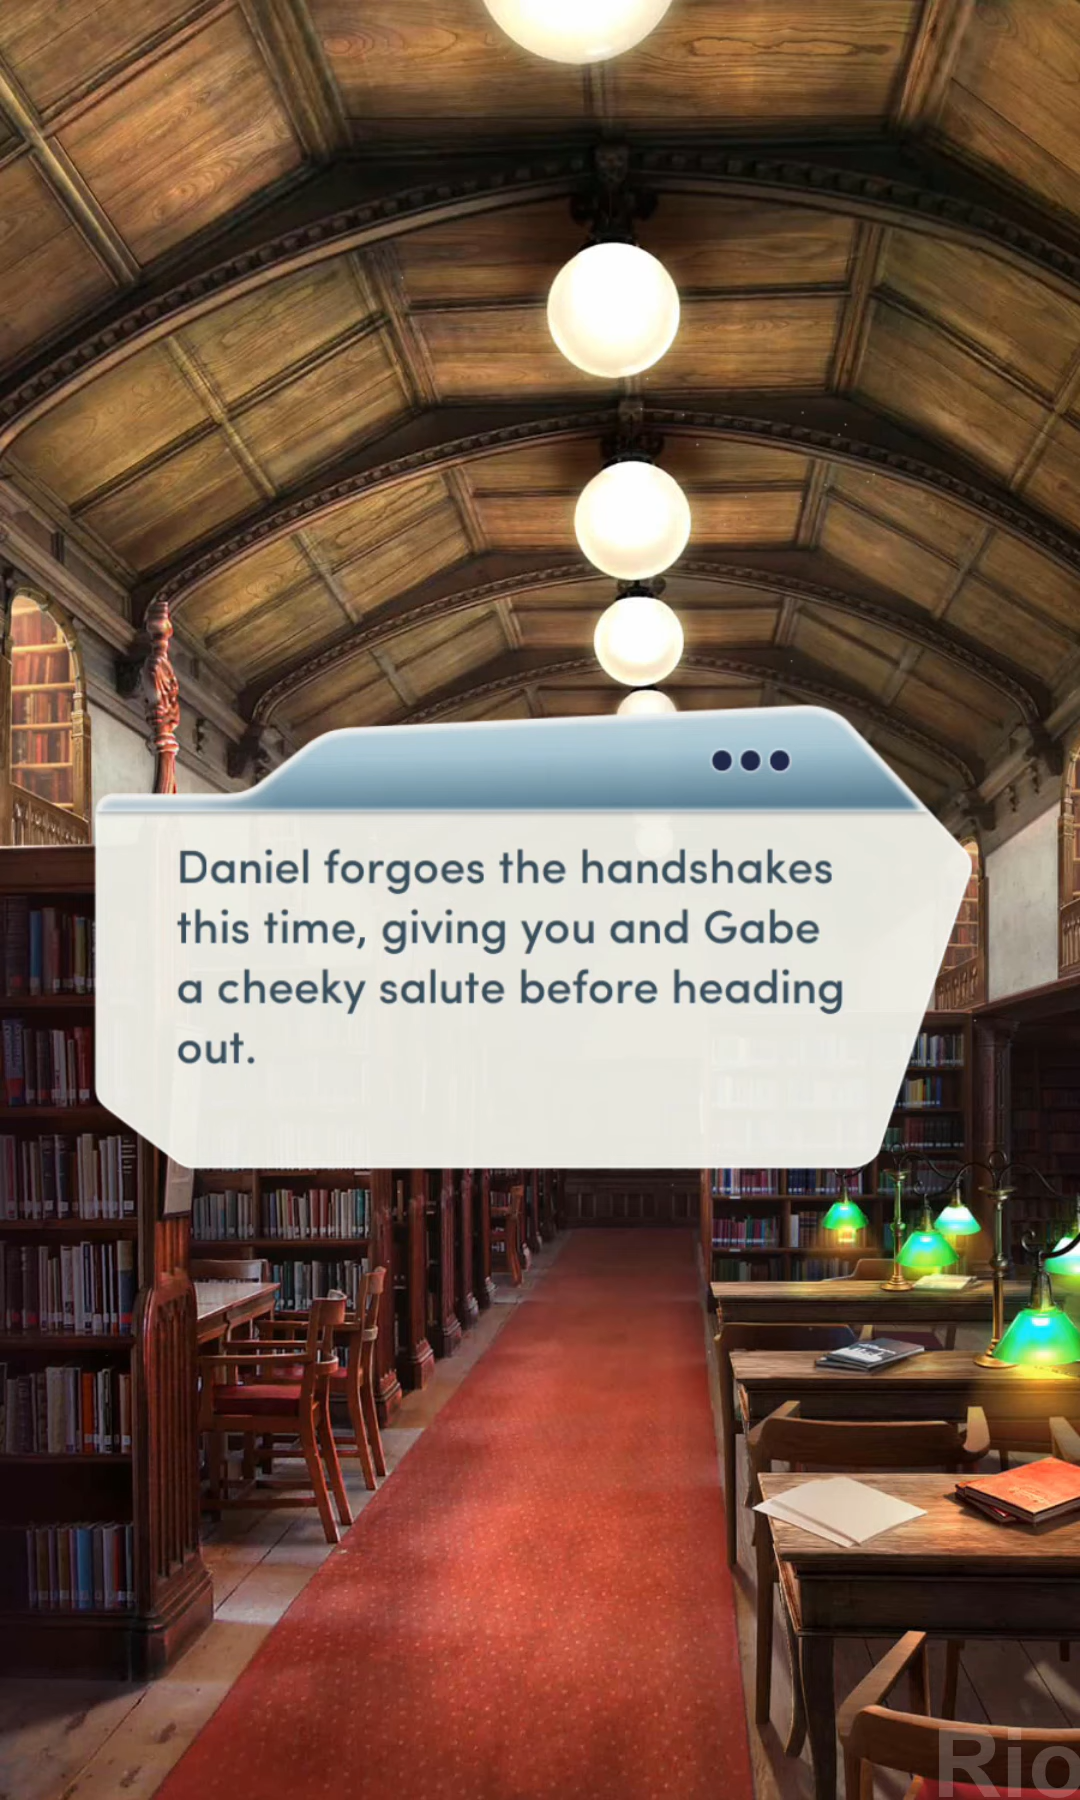 Daniel forgoes the handshakes
this time, giving you and Gabe
a cheeky salute before heading
out.
Rio